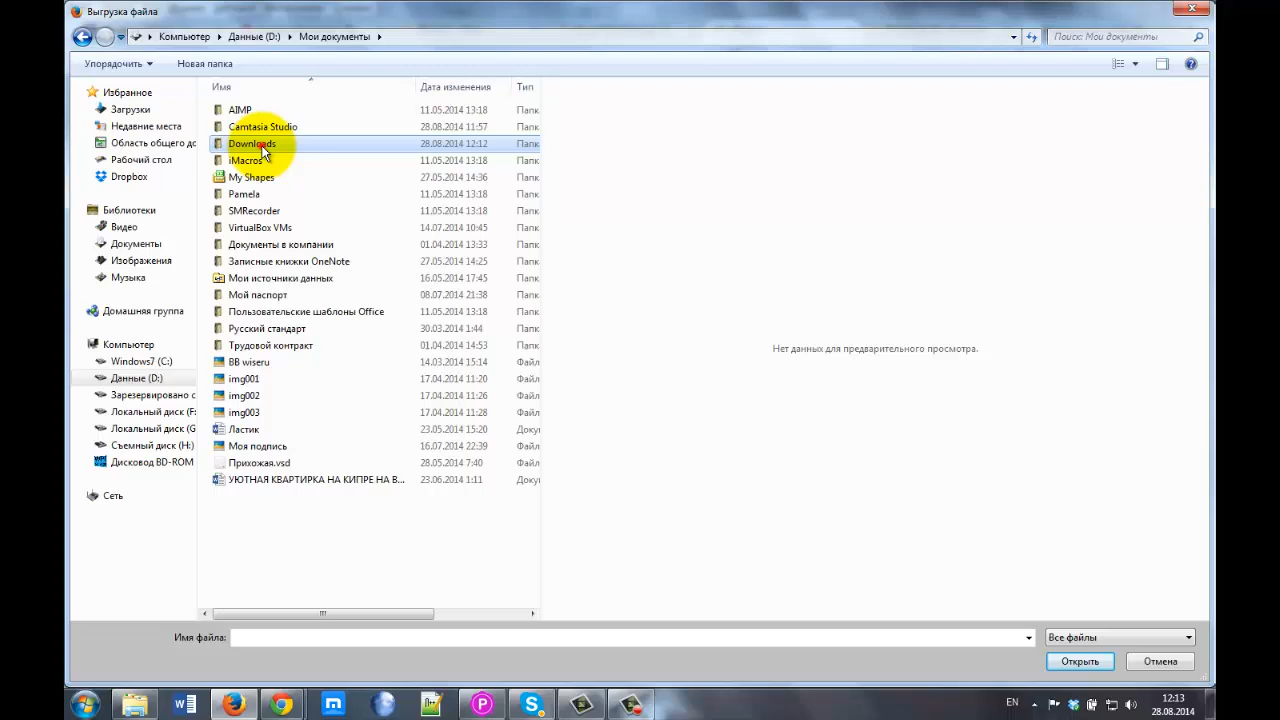 Выгрузка файла
Компьютер Данные (D:) Мои документы Поиск: Мои документы
Упорядочить Новая папка
Имя Дата изменения Тип
Избранное
Загрузки
Недавние места
Область общего до
Рабочий стол
Dropbox
Библиотеки
Видео
Документы
Изображения
Музыка
Домашняя группа
Компьютер
Windows7 (C:)
Данные (D:)
Зарезервировано с
Локальный диск (F:
Локальный диск (G
Съемный диск (H:)
Дисковод BD-ROM
Сеть
AIMP 11.05.2014 13:18 Папк
Camtasia Studio 28.08.2014 11:57 Папк
Downloads 28.08.2014 12:12 Папк
iMacros 11.05.2014 13:18 Папк
My Shapes 27.05.2014 14:36 Папк
Pamela 11.05.2014 13:18 Папк
SMRecorder 11.05.2014 13:18 Папк
VirtualBox VMs 14.07.2014 10:45 Папк
Документы в компании 01.04.2014 13:33 Папк
Записные книжки OneNote 27.05.2014 14:25 Папк
Мои источники данных 16.05.2014 17:45 Папк
Мой паспорт 08.07.2014 21:38 Папк
Пользовательские шаблоны Office 11.05.2014 13:18 Папк
Русский стандарт 30.03.2014 1:44 Папк
Трудовой контракт 01.04.2014 14:53 Папк
BB wiseru 14.03.2014 15:14 Файл
img001 17.04.2014 11:20 Файл
img002 17.04.2014 11:26 Файл
img003 17.04.2014 11:28 Файл
Ластик 23.05.2014 15:20 Доку
Моя подпись 16.07.2014 22:39 Файл
Прихожая.vsd 28.05.2014 7:40 Файл
УЮТНАЯ КВАРТИРКА НА КИПРЕ НА В... 23.06.2014 1:11 Доку
Нет данных для предварительного просмотра.
Имя файла: Все файлы
Открыть Отмена
EN 12:13
28.08.2014